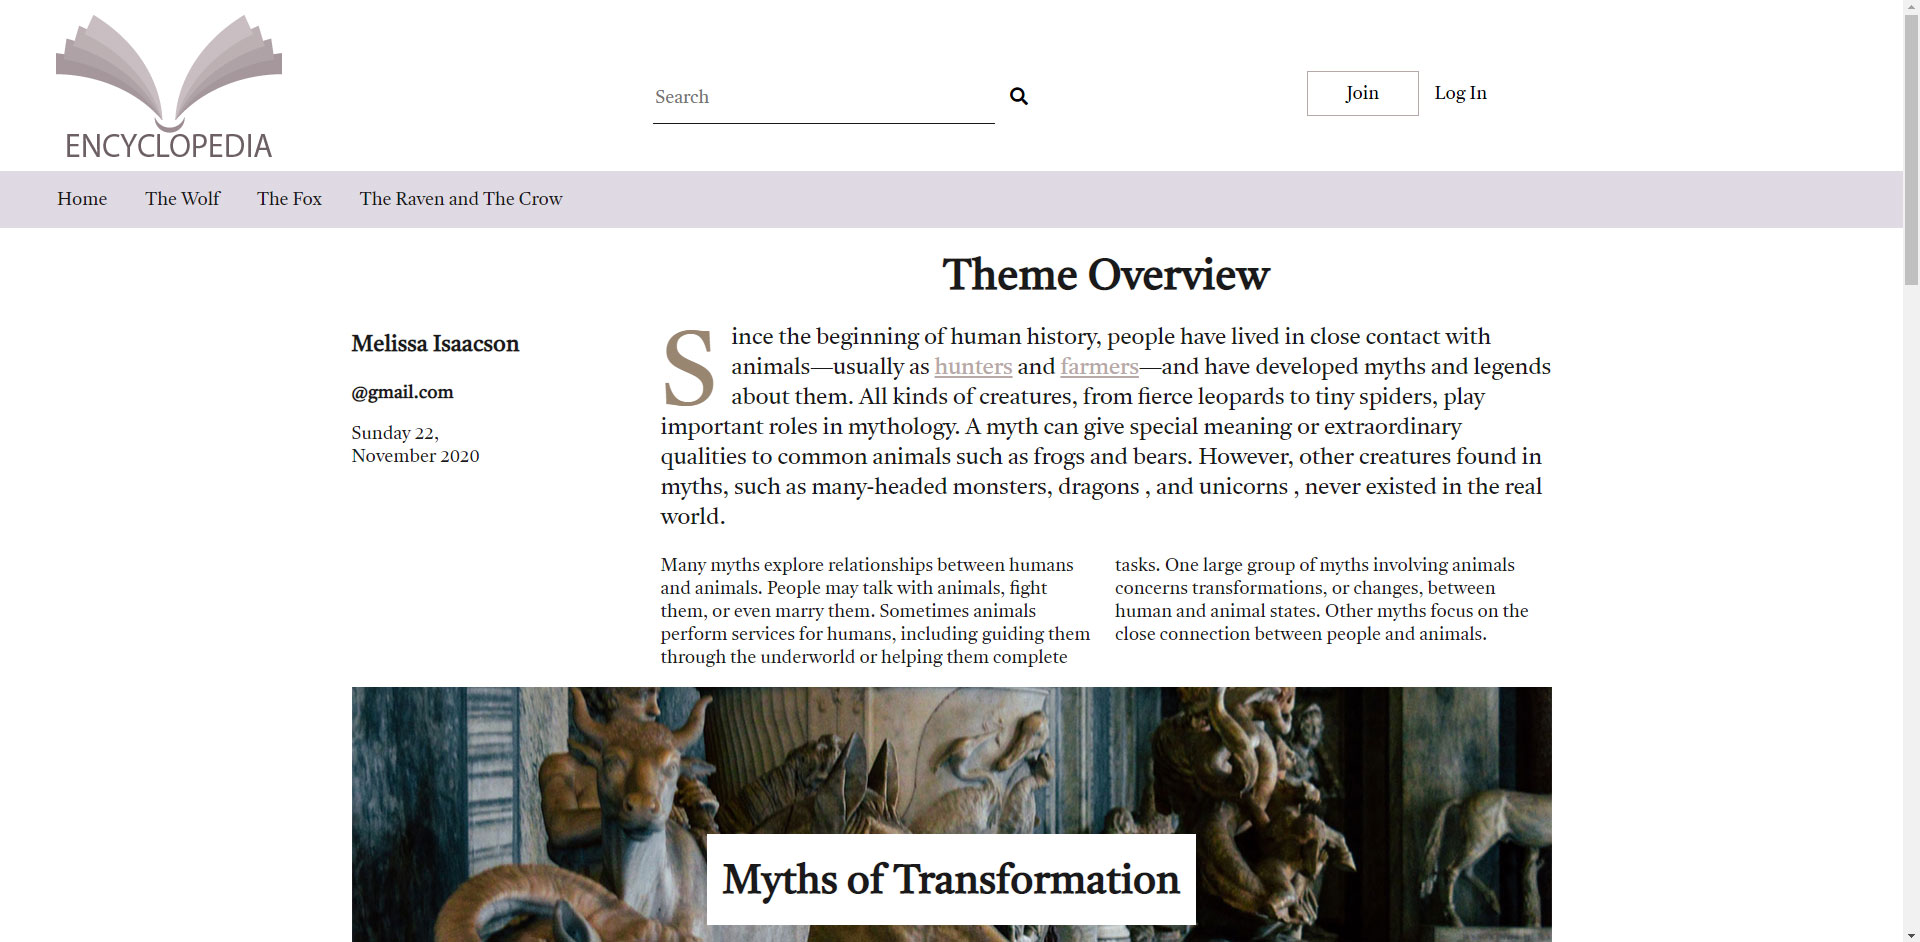 ENCYCLOPEDIA
Search
Join
Log In
Home
The Wolf
The Fox
The Raven and The Crow
Theme Overview
Melissa Isaacson
@gmail.com
Sunday 22,
November 2020
Since the beginning of human history, people have lived in close contact with
animals—usually as hunters and farmers—and have developed myths and legends
about them. All kinds of creatures, from fierce leopards to tiny spiders, play
important roles in mythology. A myth can give special meaning or extraordinary
qualities to common animals such as frogs and bears. However, other creatures found in
myths, such as many-headed monsters, dragons , and unicorns , never existed in the real
world.
Many myths explore relationships between humans
and animals. People may talk with animals, fight
them, or even marry them. Sometimes animals
perform services for humans, including guiding them
through the underworld or helping them complete
tasks. One large group of myths involving animals
concerns transformations, or changes, between
human and animal states. Other myths focus on the
close connection between people and animals.
Myths of Transformation